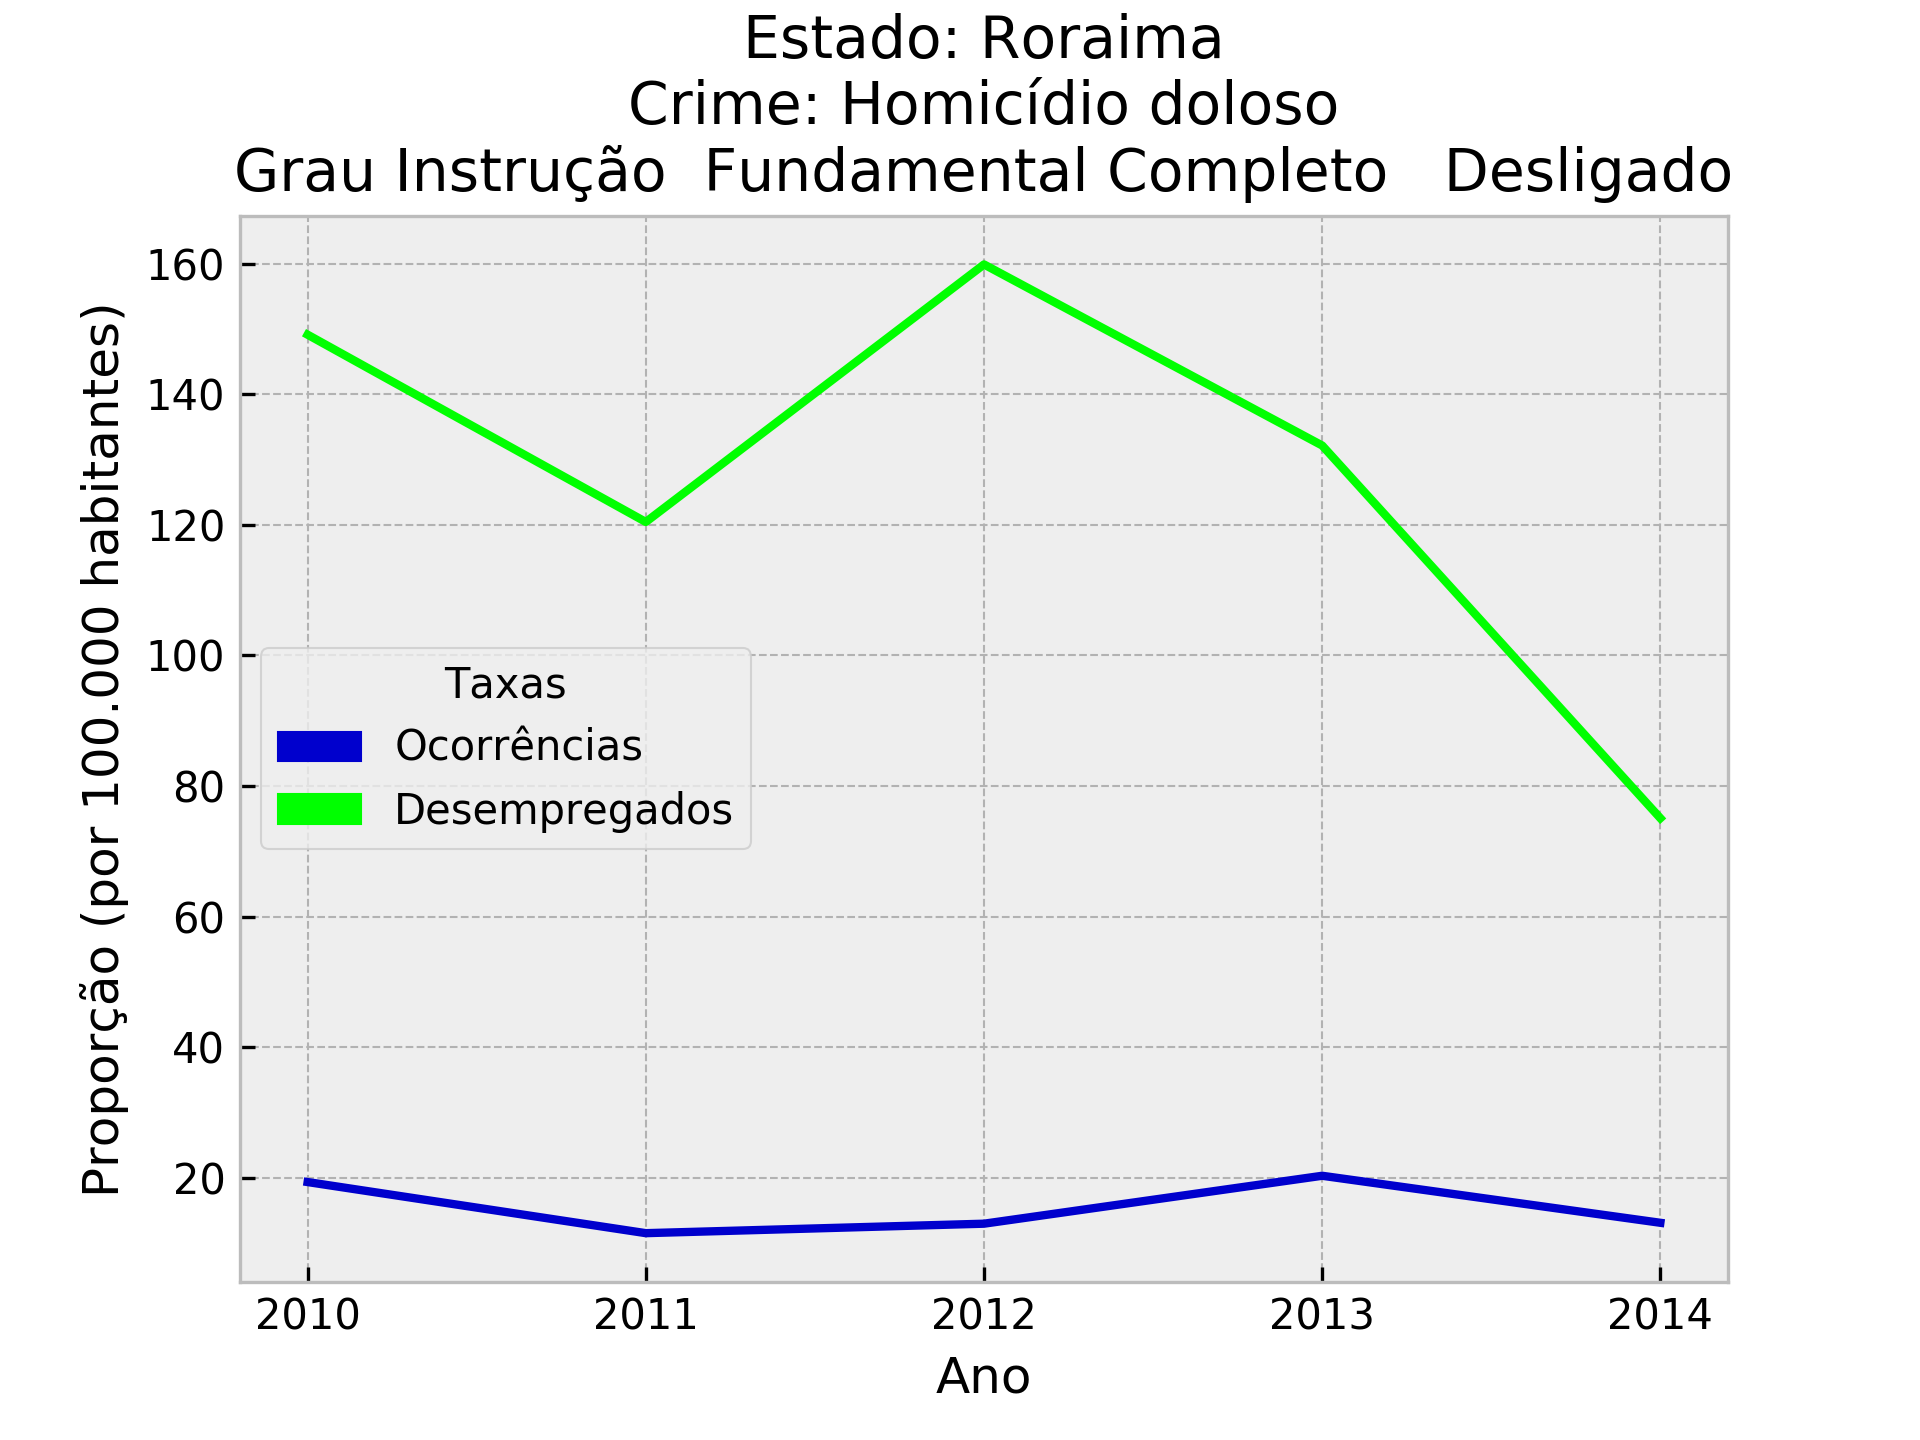 Estado: Roraima
Crime: Homicídio doloso
Grau Instrução  Fundamental Completo   Desligado
Proporção (por 100.000 habitantes)
160
140
120
100
80
60
40
20
Taxas
Ocorrências
Desempregados
2010 2011 2012 2013 2014
Ano